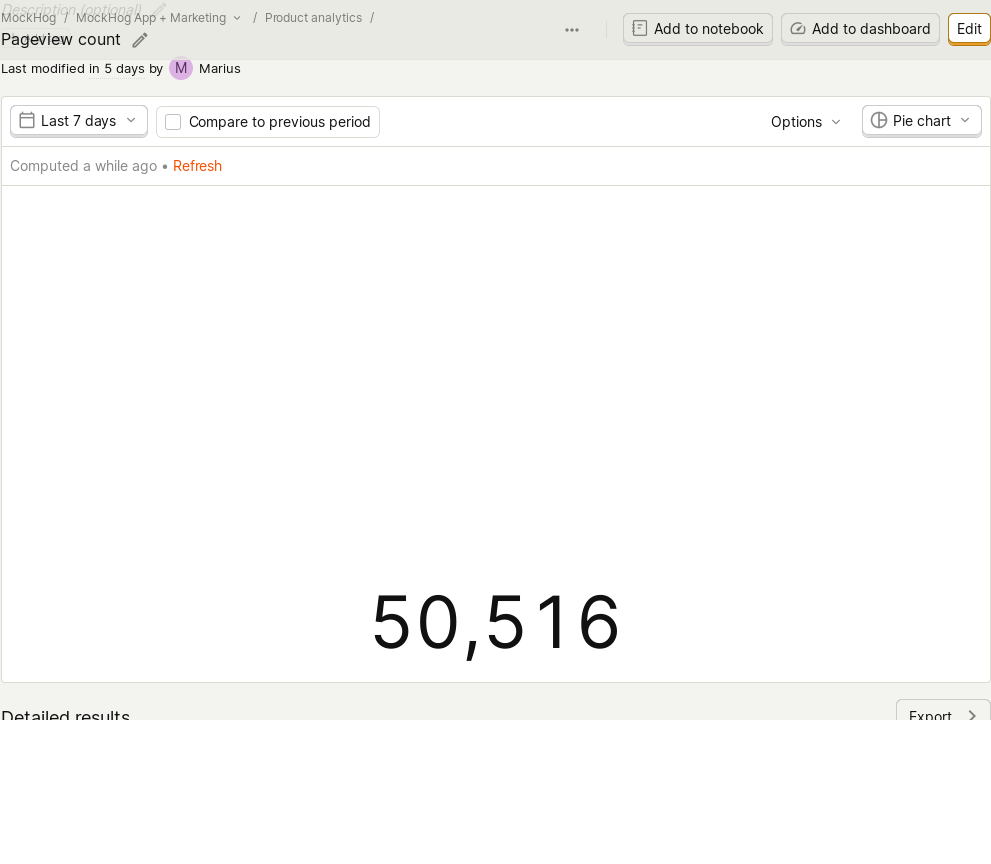 Description (optional)
MockHog / MockHog App + Marketing / Product analytics /
Pageview count
Add to notebook
Add to dashboard
Edit
Last modified in 5 days by M Marius
Last 7 days
Compare to previous period
Options
Pie chart
Computed a while ago • Refresh
50,516
Detailed results
Export